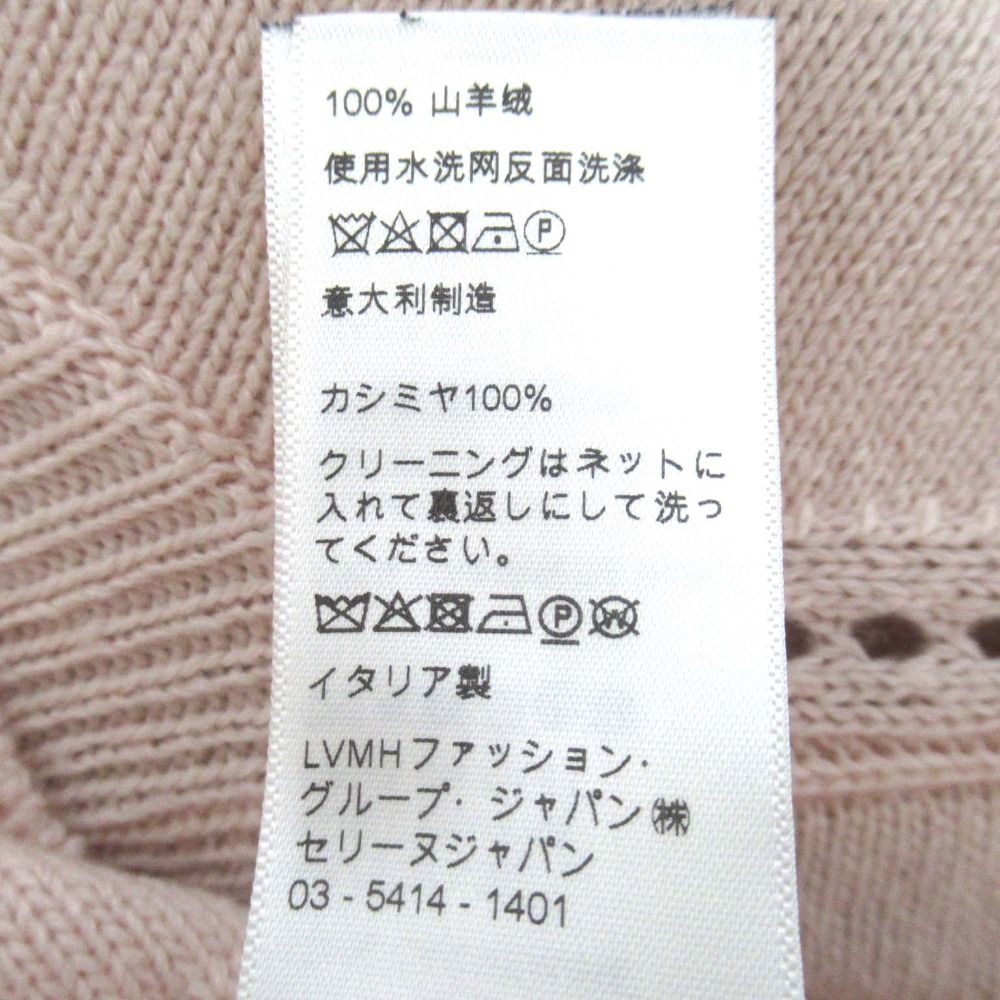 100% 山羊绒
使用水洗网反面洗涤
P
意大利制造
カシミヤ100%
クリーニングはネットに
入れて裏返しにして洗っ
てください。
P W
イタリア製
LVMHファッション·
グループ· ジャパン㈱
セリーヌジャパン
03 - 5414 - 1401